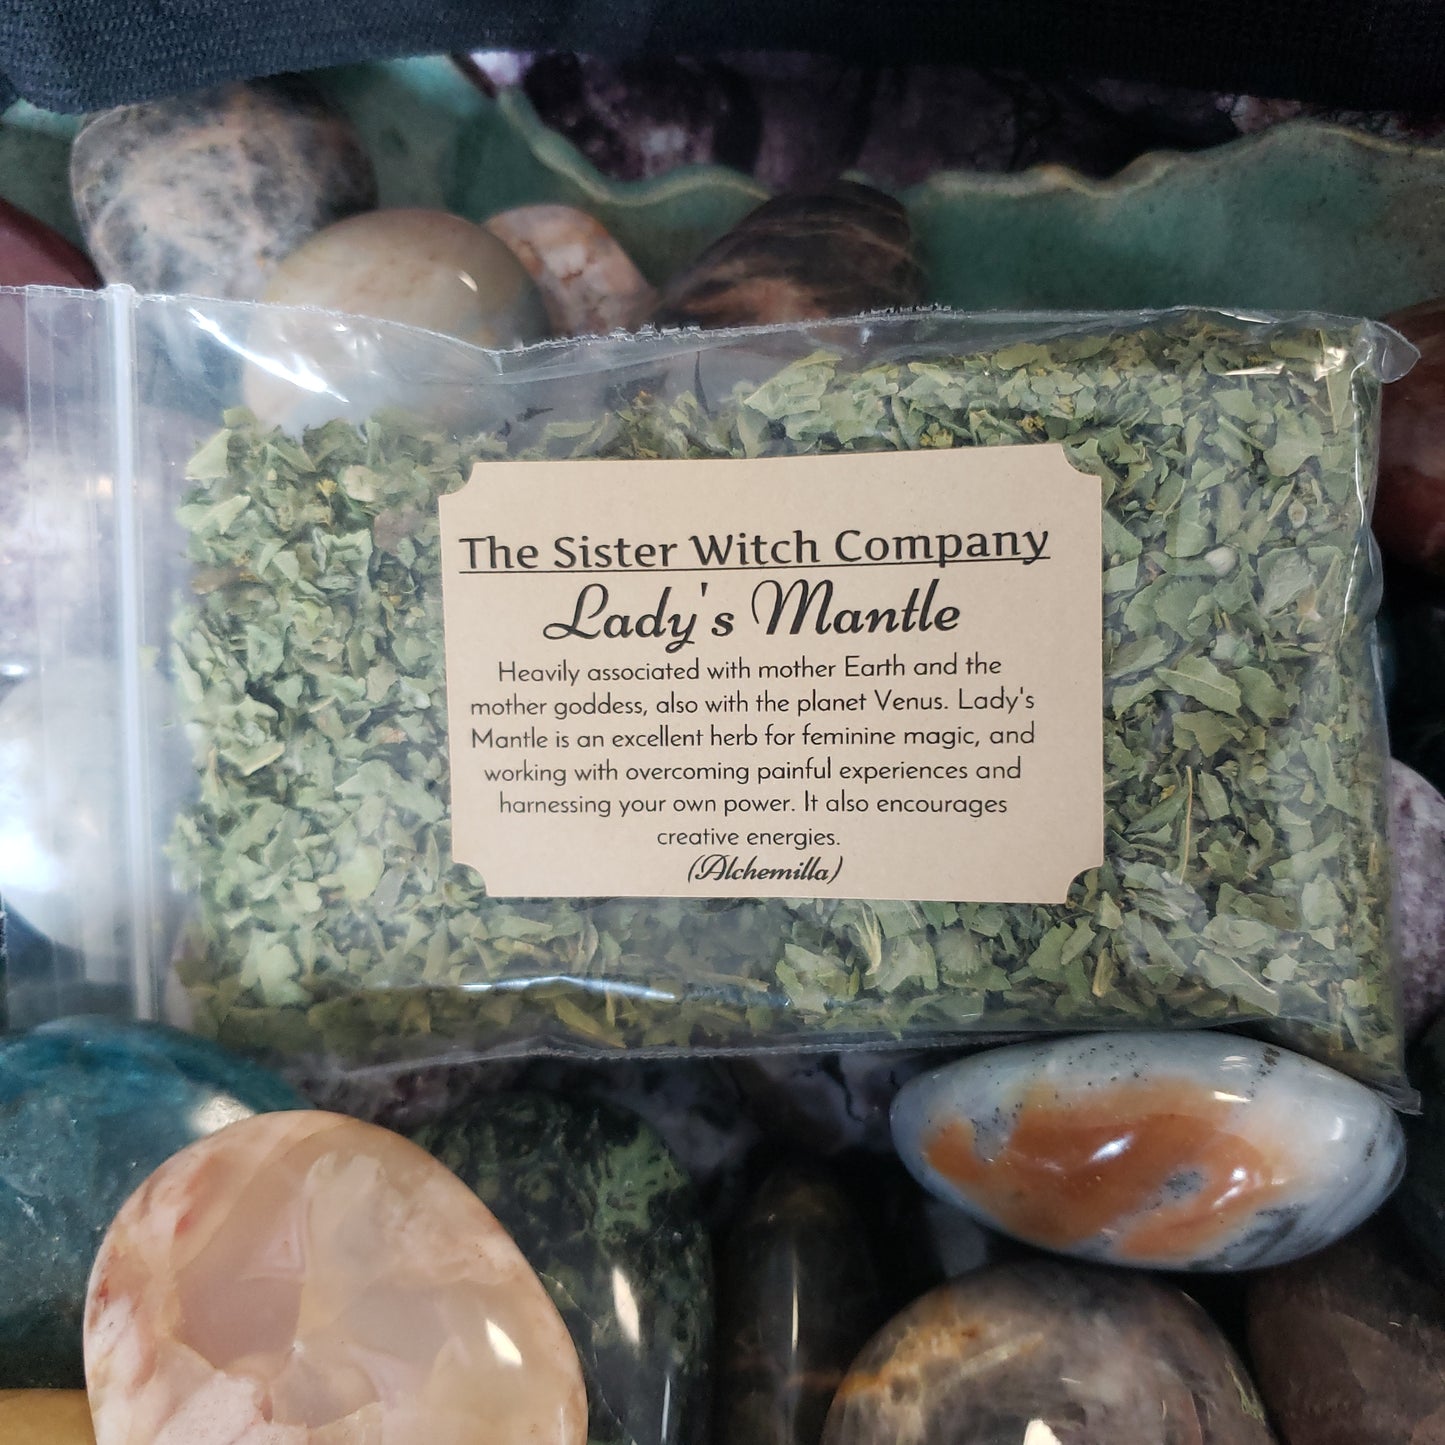 The Sister Witch Company
Lady's Mantle
Heavily associated with mother Earth and the
mother goddess, also with the planet Venus. Lady's
Mantle is an excellent herb for feminine magic, and
working with overcoming painful experiences and
harnessing your own power. It also encourages
creative energies.
(Alchemilla)